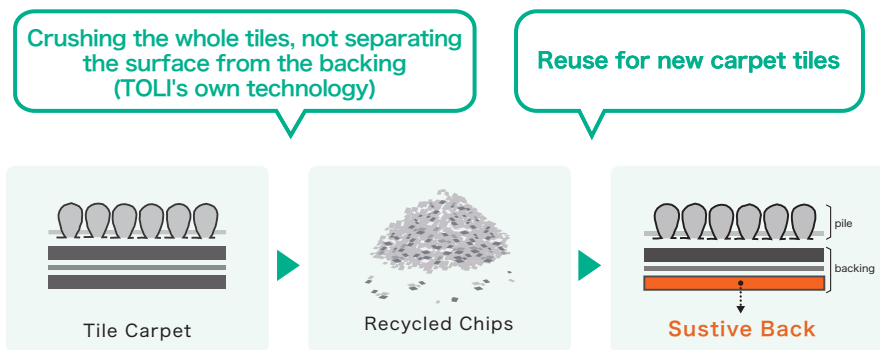 Crushing the whole tiles, not separating
the surface from the backing
(TOLI's own technology)
Reuse for new carpet tiles
Tile Carpet
Recycled Chips
pile
backing
Sustive Back